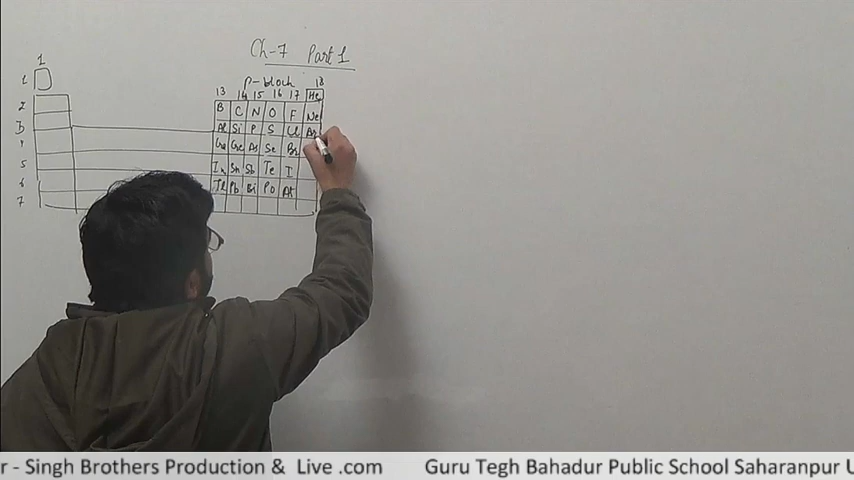 Ch-7 Part 1
1
p-block 18
13 14 15 16 17 He
1
2 B C N O F Ne
3 Al Si P S Cl Ar
4 Ga Ge As Se Br
5 In Sn Sb Te I
6 Tl Pb Bi Po At
7
r - Singh Brothers Production & Live .com Guru Tegh Bahadur Public School Saharanpur U